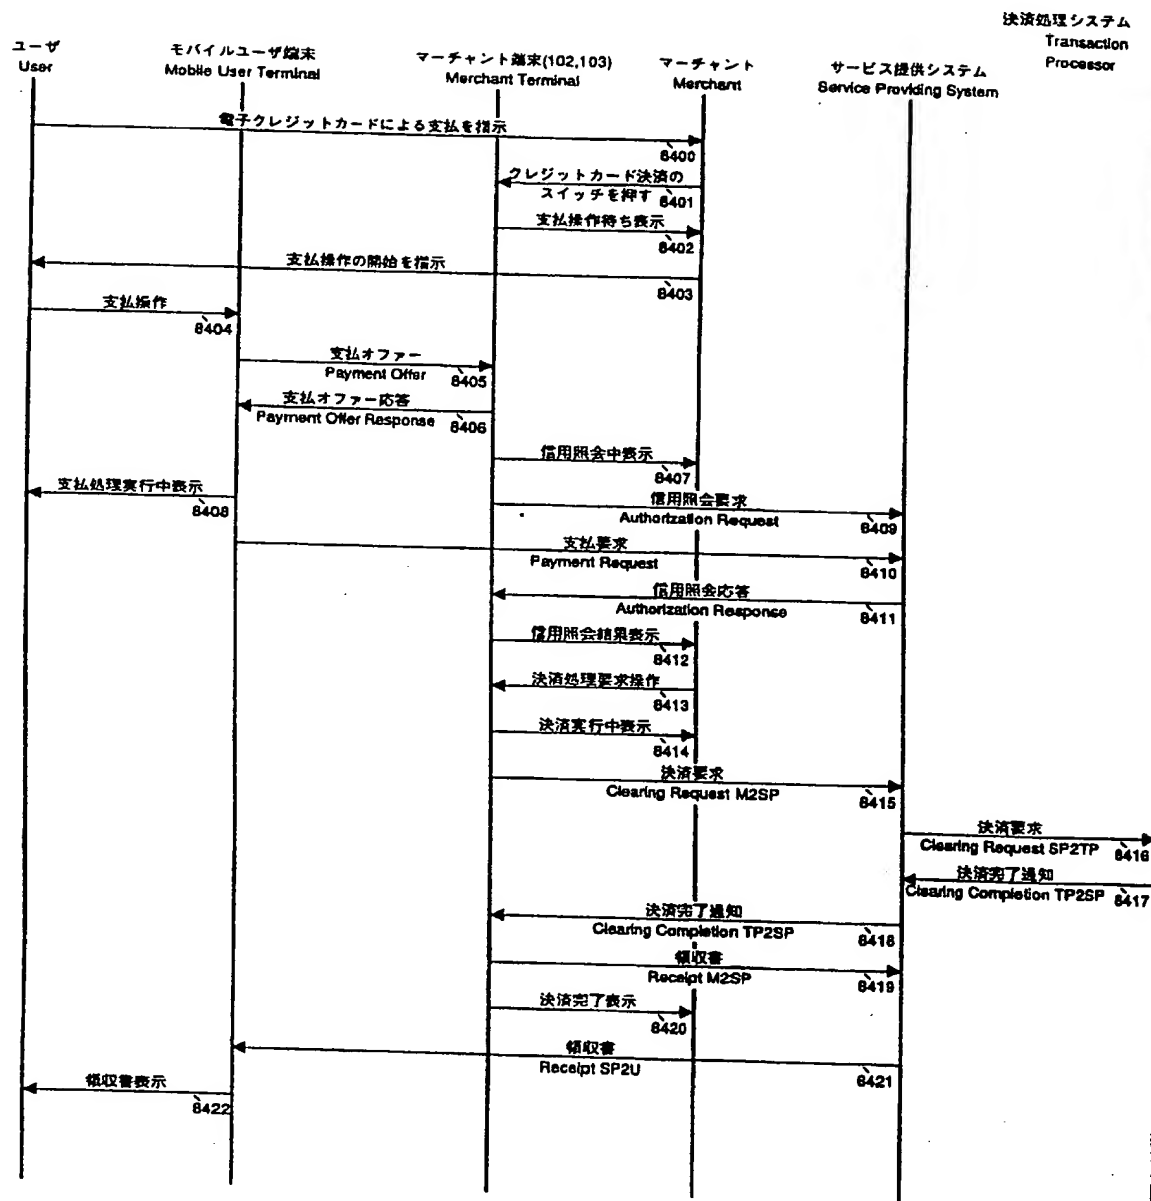 決済処理システム
Transaction
Processor
ユーザ
User
モバイルユーザ端末
Mobile User Terminal
マーチャント端末(102,103)
Merchant Terminal
マーチャント
Merchant
サービス提供システム
Service Providing System
電子クレジットカードによる支払を指示
8400
クレジットカード決済の
スイッチを押す
8401
支払操作待ち表示
8402
支払操作の開始を指示
8403
支払操作
8404
支払オファー
Payment Offer
8405
支払オファー応答
Payment Offer Response
8406
信用照会中表示
8407
支払処理実行中表示
8408
信用照会要求
Authorization Request
8409
支払要求
Payment Request
8410
信用照会応答
Authorization Response
8411
信用照会結果表示
8412
決済処理要求操作
8413
決済実行中表示
8414
決済要求
Clearing Request M2SP
8415
決済要求
Clearing Request SP2TP
8416
決済完了通知
Clearing Completion TP2SP
8417
決済完了通知
Clearing Completion TP2SP
8418
領収書
Receipt M2SP
8419
決済完了表示
8420
領収書
Receipt SP2U
8421
領収書表示
8422